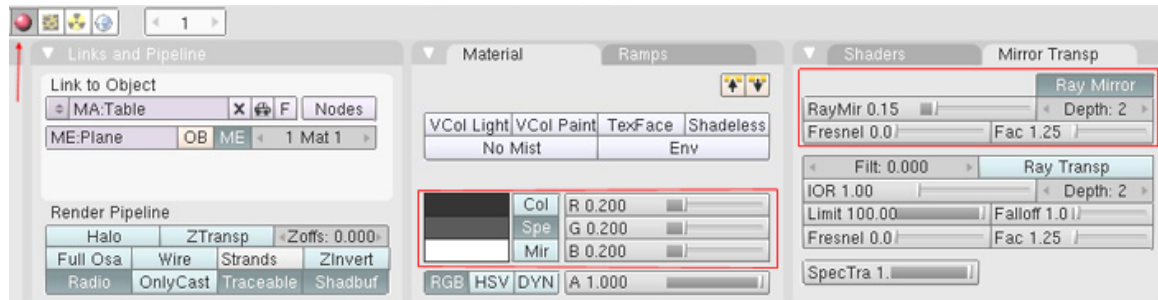 1
Links and Pipeline
Link to Object
MA:Table X F Nodes
ME:Plane OB ME 1 Mat 1
Render Pipeline
Halo ZTransp Zoffs: 0.000
Full Osa Wire Strands ZInvert
Radio OnlyCast Traceable Shadbuf
Material Ramps
VCol Light VCol Paint TexFace Shadeless
No Mist Env
Col R 0.200
Spe G 0.200
Mir B 0.200
RGB HSV DYN A 1.000
Shaders Mirror Transp
Ray Mirror
RayMir 0.15 Depth: 2
Fresnel 0.0 Fac 1.25
Filt: 0.000 Ray Transp
IOR 1.00 Depth: 2
Limit 100.00 Falloff 1.0
Fresnel 0.0 Fac 1.25
SpecTra 1.